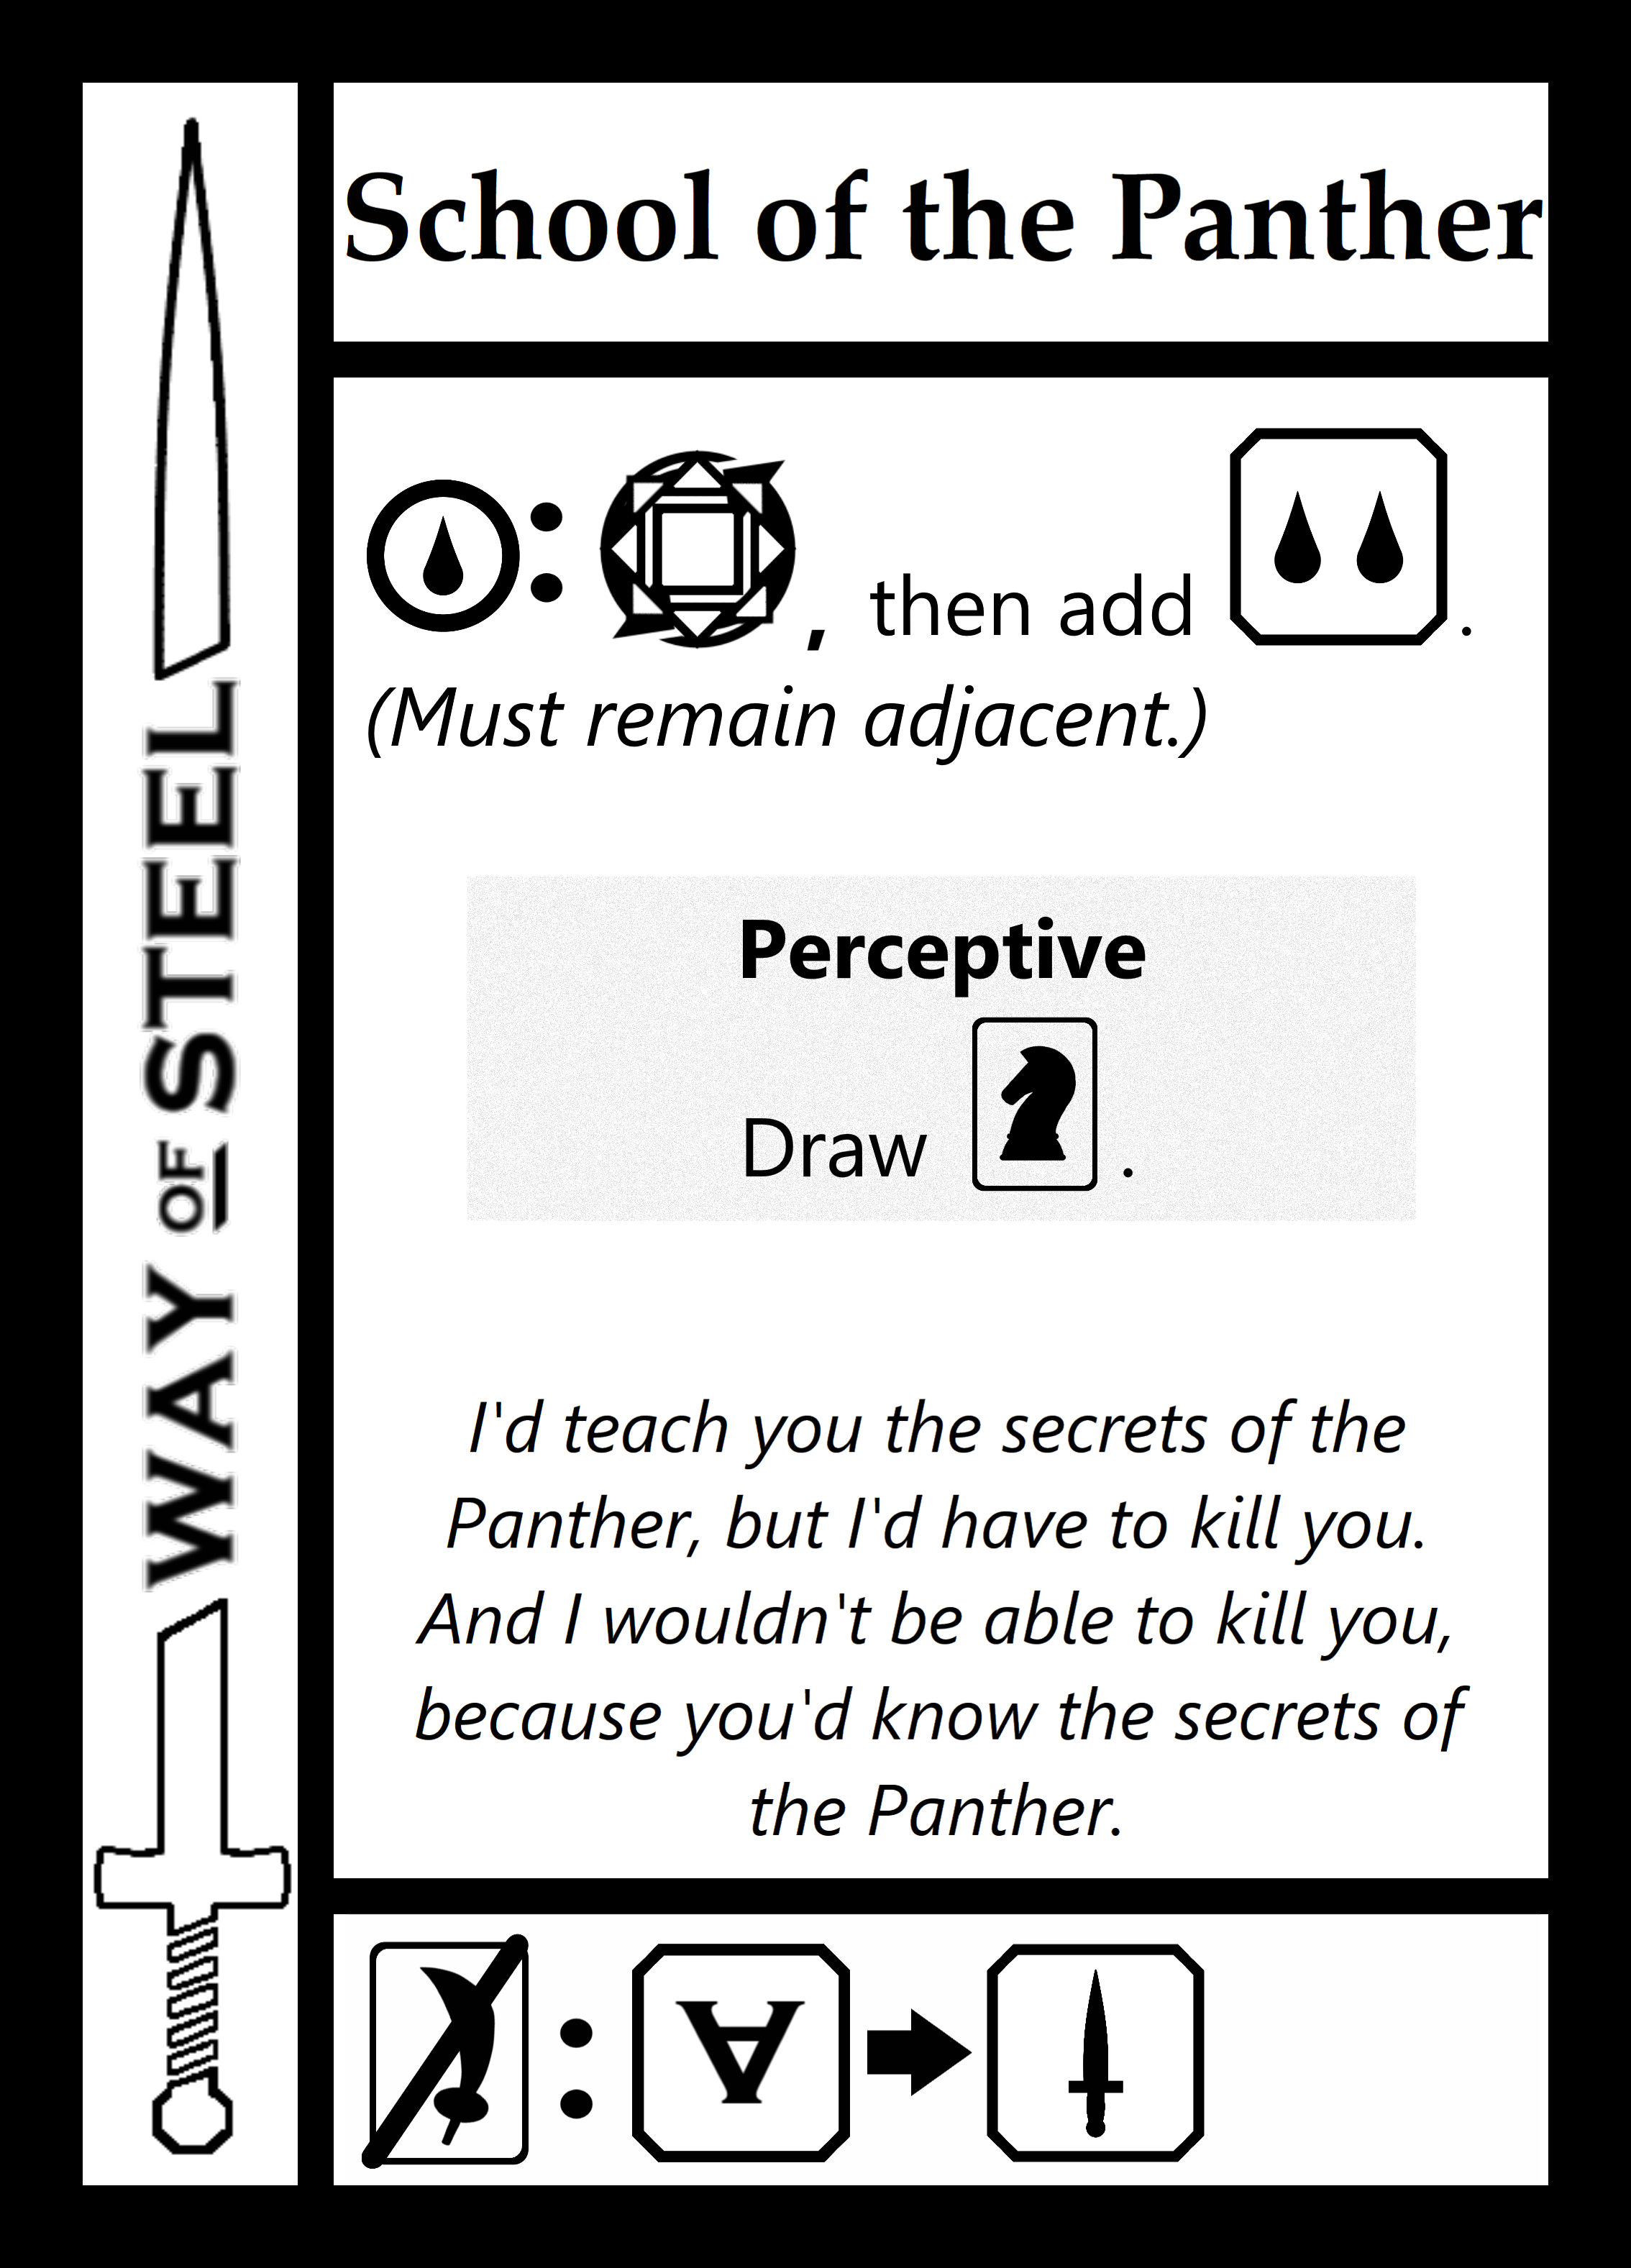 WAY OF STEEL
School of the Panther
: , then add .
(Must remain adjacent.)
Perceptive
Draw .
I'd teach you the secrets of the
Panther, but I'd have to kill you.
And I wouldn't be able to kill you,
because you'd know the secrets of
the Panther.
: ∀